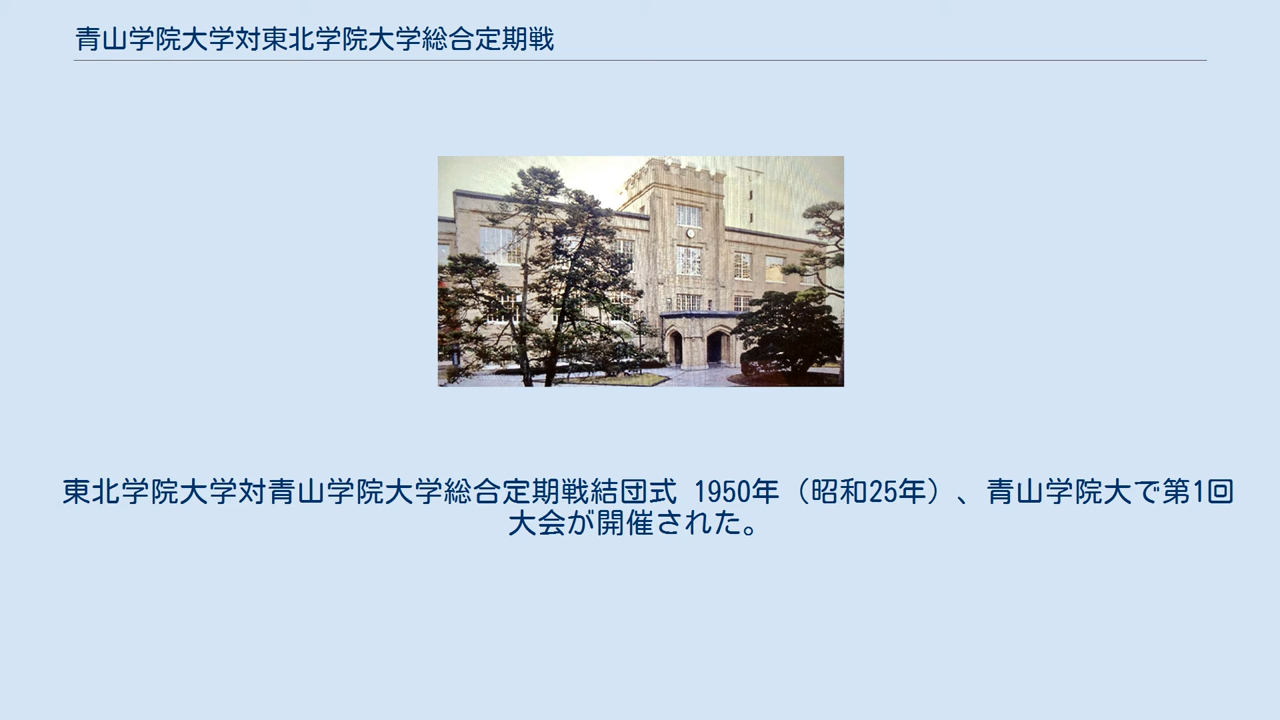 青山学院大学対東北学院大学総合定期戦
東北学院大学対青山学院大学総合定期戦結団式 1950年（昭和25年）、青山学院大で第1回
大会が開催された。